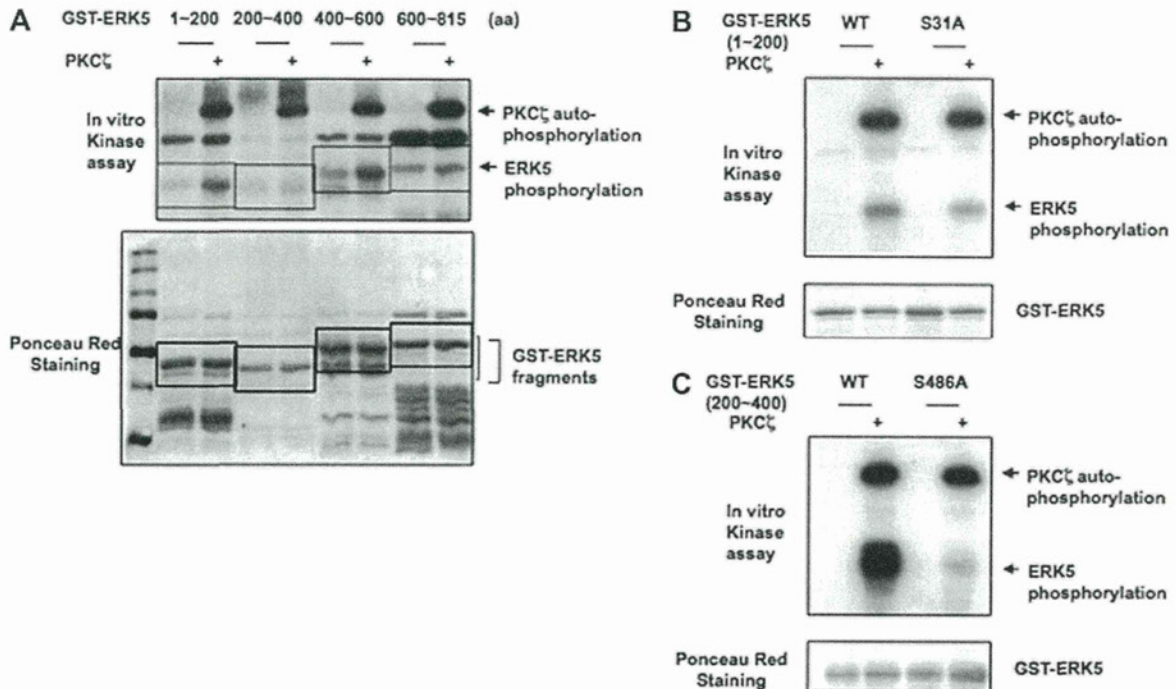 A GST-ERK5 1~200 200~400 400~600 600~815 (aa)
PKCζ + + + +
In vitro
Kinase
assay
PKCζ auto-
phosphorylation
ERK5
phosphorylation
Ponceau Red
Staining
GST-ERK5
fragments
B GST-ERK5 WT S31A
(1~200)
PKCζ + +
In vitro
Kinase
assay
PKCζ auto-
phosphorylation
ERK5
phosphorylation
Ponceau Red
Staining
GST-ERK5
C GST-ERK5 WT S486A
(200~400)
PKCζ + +
In vitro
Kinase
assay
PKCζ auto-
phosphorylation
ERK5
phosphorylation
Ponceau Red
Staining
GST-ERK5